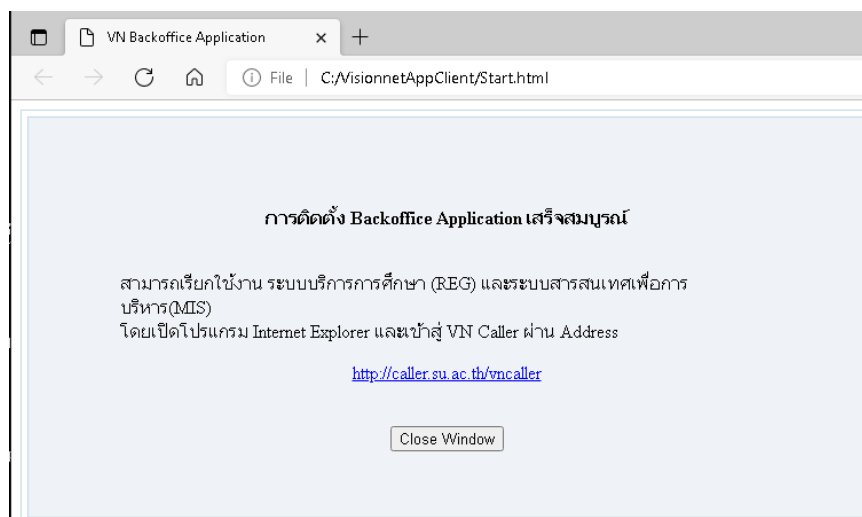 VN Backoffice Application
File | C:/VisionnetAppClient/Start.html
การติดตั้ง Backoffice Application เสร็จสมบูรณ์
สามารถเรียกใช้งาน ระบบบริการการศึกษา (REG) และระบบสารสนเทศเพื่อการ
บริหาร(MIS)
โดยเปิดโปรแกรม Internet Explorer และเข้าสู่ VN Caller ผ่าน Address
http://caller.su.ac.th/vncaller
Close Window